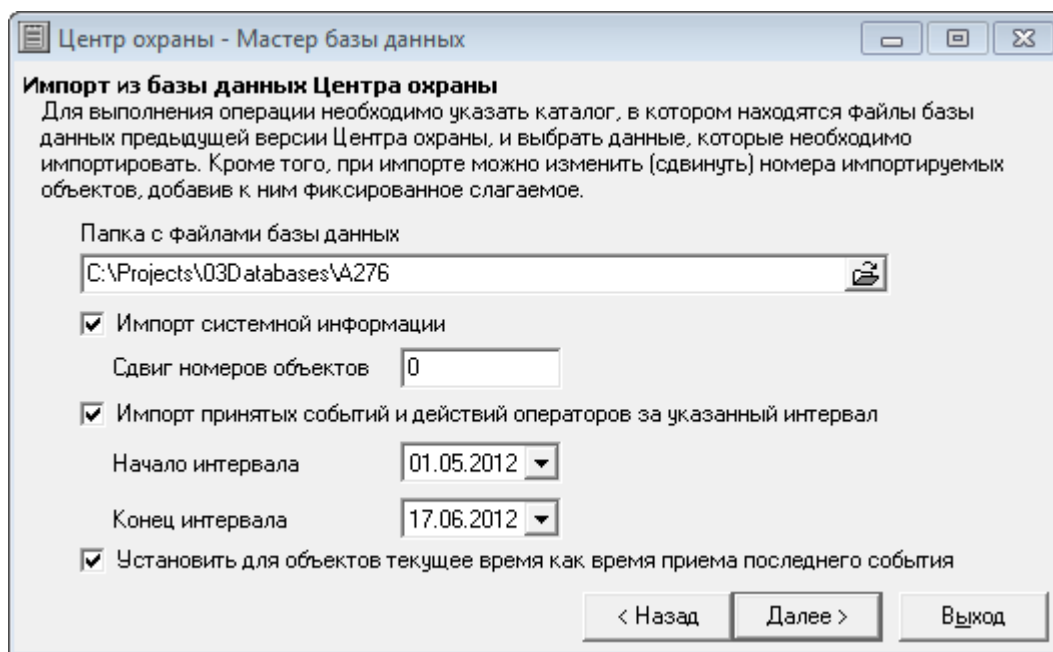 Центр охраны - Мастер базы данных
Импорт из базы данных Центра охраны
Для выполнения операции необходимо указать каталог, в котором находятся файлы базы
данных предыдущей версии Центра охраны, и выбрать данные, которые необходимо
импортировать. Кроме того, при импорте можно изменить (сдвинуть) номера импортируемых
объектов, добавив к ним фиксированное слагаемое.
Папка с файлами базы данных
C:\Projects\03Databases\A276
Импорт системной информации
Сдвиг номеров объектов 0
Импорт принятых событий и действий операторов за указанный интервал
Начало интервала 01.05.2012
Конец интервала 17.06.2012
Установить для объектов текущее время как время приема последнего события
< Назад Далее > Выход